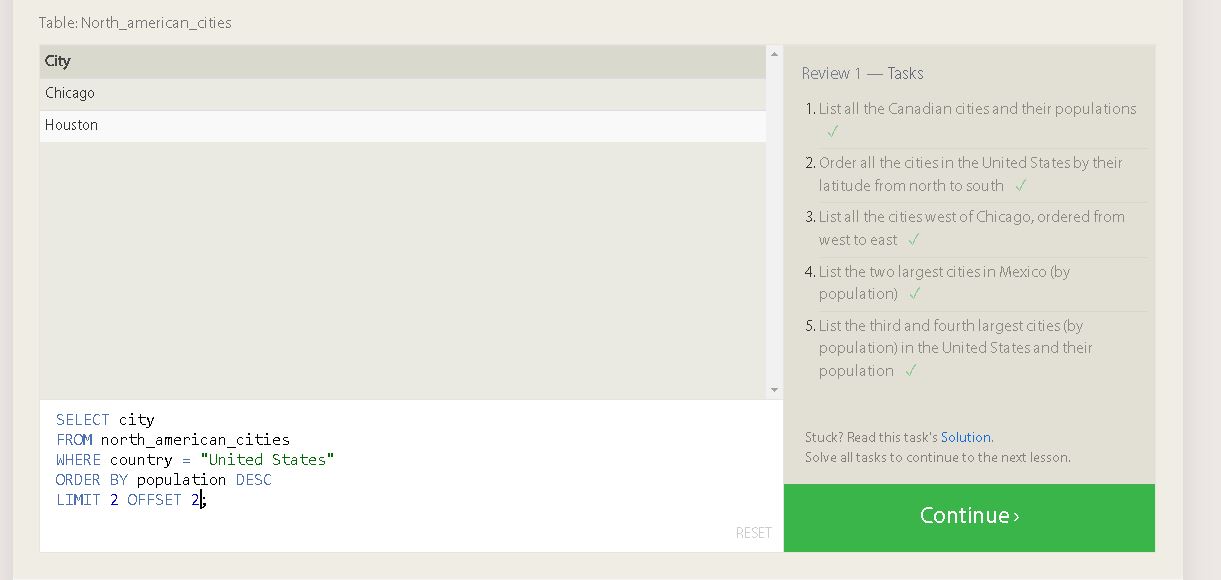 Table: North_american_cities
City
Chicago
Houston
SELECT city
FROM north_american_cities
WHERE country = "United States"
ORDER BY population DESC
LIMIT 2 OFFSET 2;
RESET
Review 1 — Tasks
1. List all the Canadian cities and their populations
✓
2. Order all the cities in the United States by their
latitude from north to south ✓
3. List all the cities west of Chicago, ordered from
west to east ✓
4. List the two largest cities in Mexico (by
population) ✓
5. List the third and fourth largest cities (by
population) in the United States and their
population ✓
Stuck? Read this task's Solution.
Solve all tasks to continue to the next lesson.
Continue ›